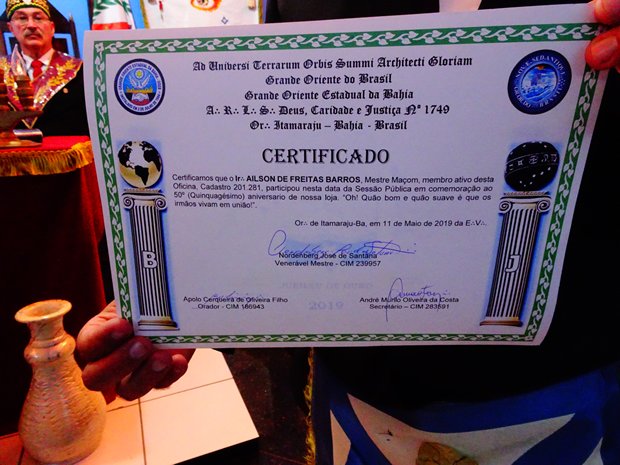 Ad Universi Terrarum Orbis Summi Architecti Gloriam
Grande Oriente do Brasil
Grande Oriente Estadual da Bahia
A∴ R∴ L∴ S∴ Deus, Caridade e Justiça Nº 1749
Or∴ Itamaraju – Bahia - Brasil
CERTIFICADO
Certificamos que o Ir∴ AILSON DE FREITAS BARROS, Mestre Maçom, membro ativo desta
Oficina, Cadastro 201.281, participou nesta data da Sessão Pública em comemoração ao
50º (Quinquagésimo) aniversario de nossa loja. "Oh! Quão bom e quão suave é que os
irmãos vivam em união!".
Or∴ de Itamaraju-Ba, em 11 de Maio de 2019 da E∴V∴
Nordenberg José de Santana
Venerável Mestre - CIM 239957
JUBILEU DE OURO
2019
Apolo Cerqueira de Oliveira Filho
Orador - CIM 186943
André Murilo Oliveira da Costa
Secretário – CIM 283591
B
J